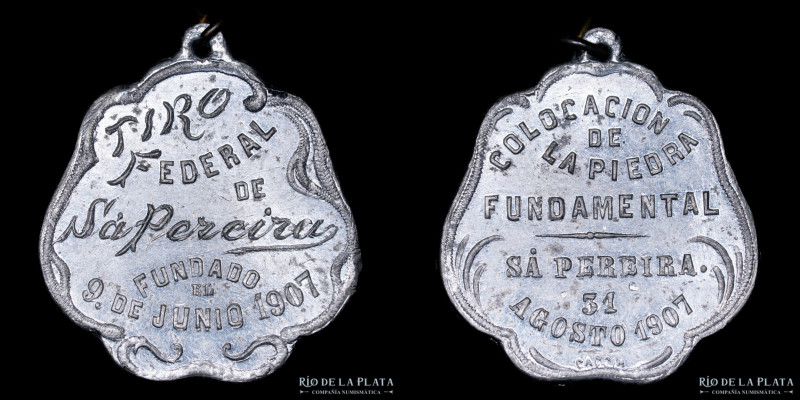 TIRO
FEDERAL
DE
Sá Pereira
FUNDADO
EL
9. DE JUNIO 1907
RÍO DE LA PLATA
COMPAÑÍA NUMISMÁTICA
COLOCACION
DE
LA PIEDRA
FUNDAMENTAL
SÁ PEREIRA.
31
AGOSTO 1907
RÍO DE LA PLATA
COMPAÑÍA NUMISMÁTICA